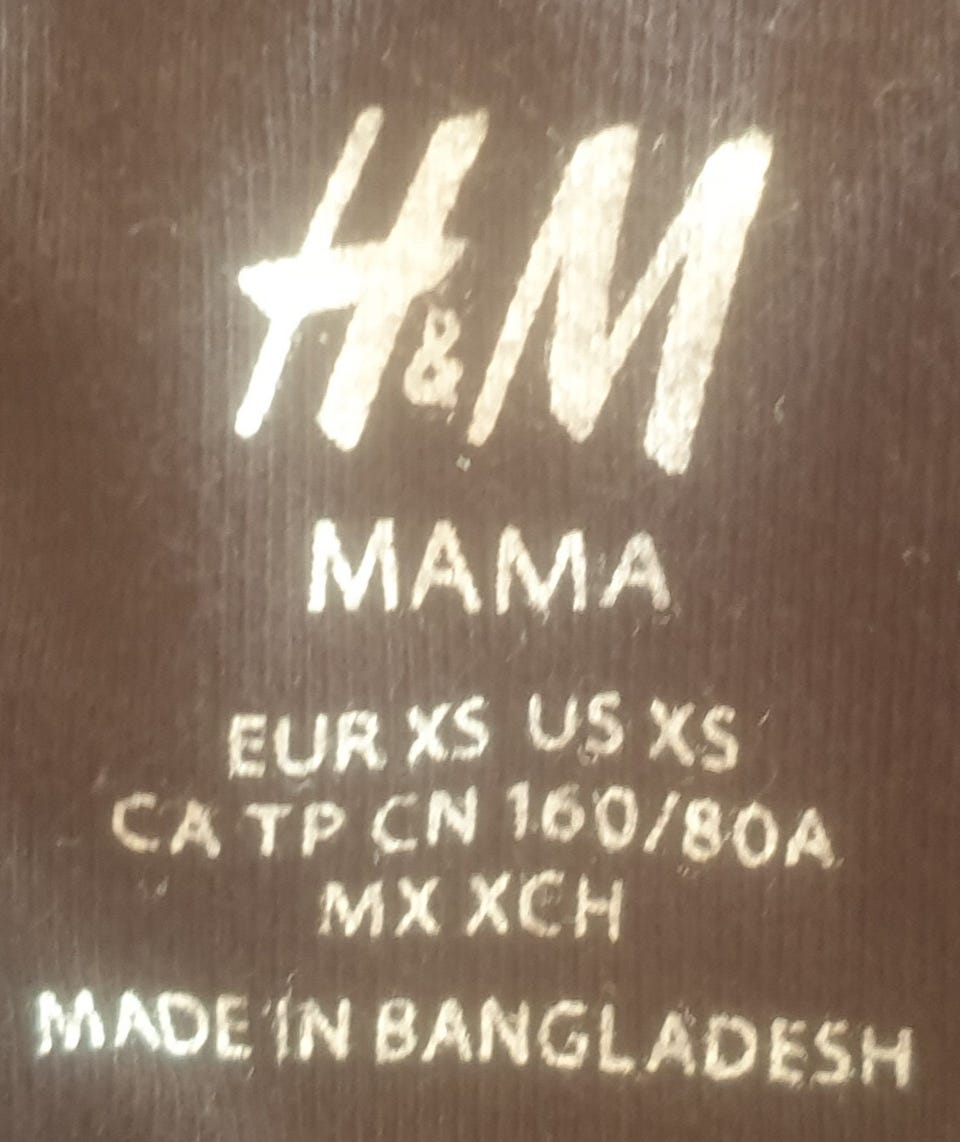 H&M
MAMA
EUR XS US XS
CA TP CN 160/80A
MX XCH
MADE IN BANGLADESH